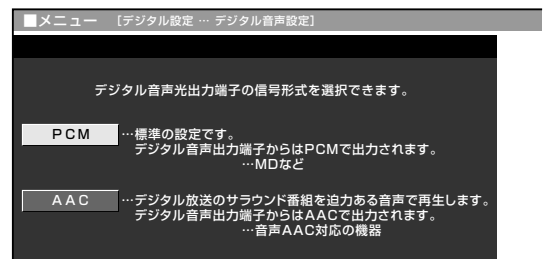 ■メニュー [デジタル設定 … デジタル音声設定]
デジタル音声光出力端子の信号形式を選択できます。
PCM …標準の設定です。
デジタル音声出力端子からはPCMで出力されます。
…MDなど
AAC …デジタル放送のサラウンド番組を迫力ある音声で再生します。
デジタル音声出力端子からはAACで出力されます。
…音声AAC対応の機器